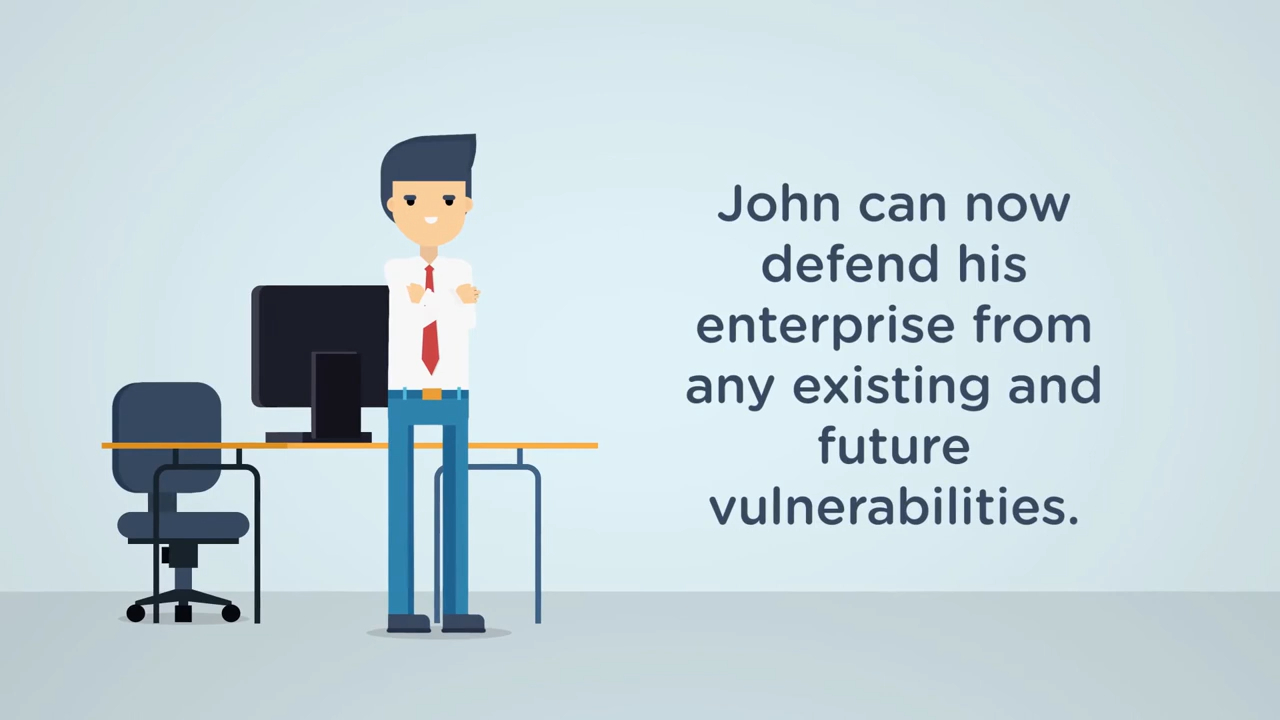 John can now
defend his
enterprise from
any existing and
future
vulnerabilities.